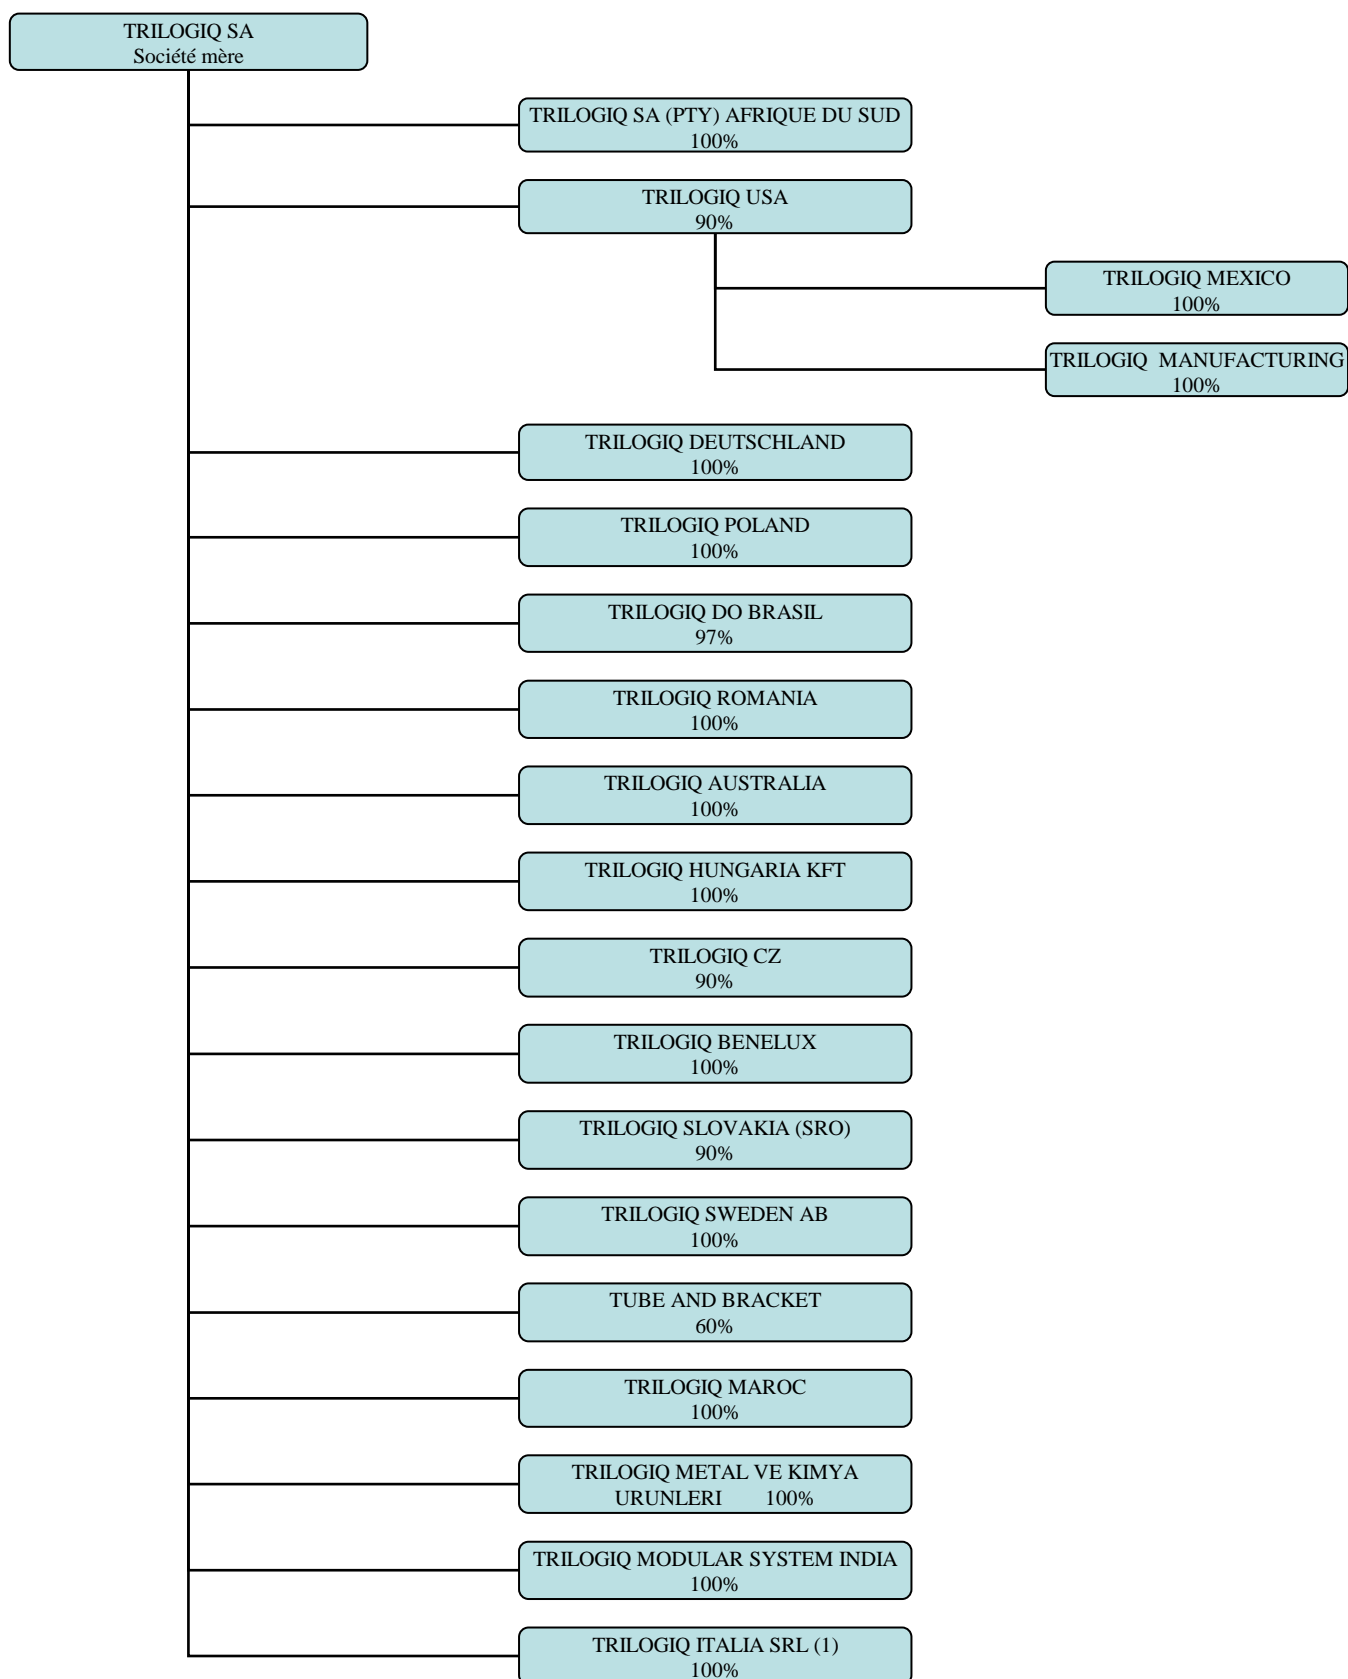 TRILOGIQ SA
Société mère
TRILOGIQ SA (PTY) AFRIQUE DU SUD
100%
TRILOGIQ USA
90%
TRILOGIQ MEXICO
100%
TRILOGIQ MANUFACTURING
100%
TRILOGIQ DEUTSCHLAND
100%
TRILOGIQ POLAND
100%
TRILOGIQ DO BRASIL
97%
TRILOGIQ ROMANIA
100%
TRILOGIQ AUSTRALIA
100%
TRILOGIQ HUNGARIA KFT
100%
TRILOGIQ CZ
90%
TRILOGIQ BENELUX
100%
TRILOGIQ SLOVAKIA (SRO)
90%
TRILOGIQ SWEDEN AB
100%
TUBE AND BRACKET
60%
TRILOGIQ MAROC
100%
TRILOGIQ METAL VE KIMYA
URUNLERI 100%
TRILOGIQ MODULAR SYSTEM INDIA
100%
TRILOGIQ ITALIA SRL (1)
100%